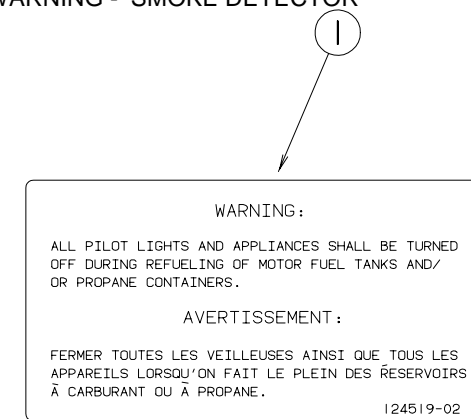 WARNING - SMOKE DETECTOR
1
WARNING:
ALL PILOT LIGHTS AND APPLIANCES SHALL BE TURNED
OFF DURING REFUELING OF MOTOR FUEL TANKS AND/
OR PROPANE CONTAINERS.
AVERTISSEMENT:
FERMER TOUTES LES VEILLEUSES AINSI QUE TOUS LES
APPAREILS LORSQU'ON FAIT LE PLEIN DES ŔESERVOIRS
À CARBURANT OU À PROPANE.
124519-02